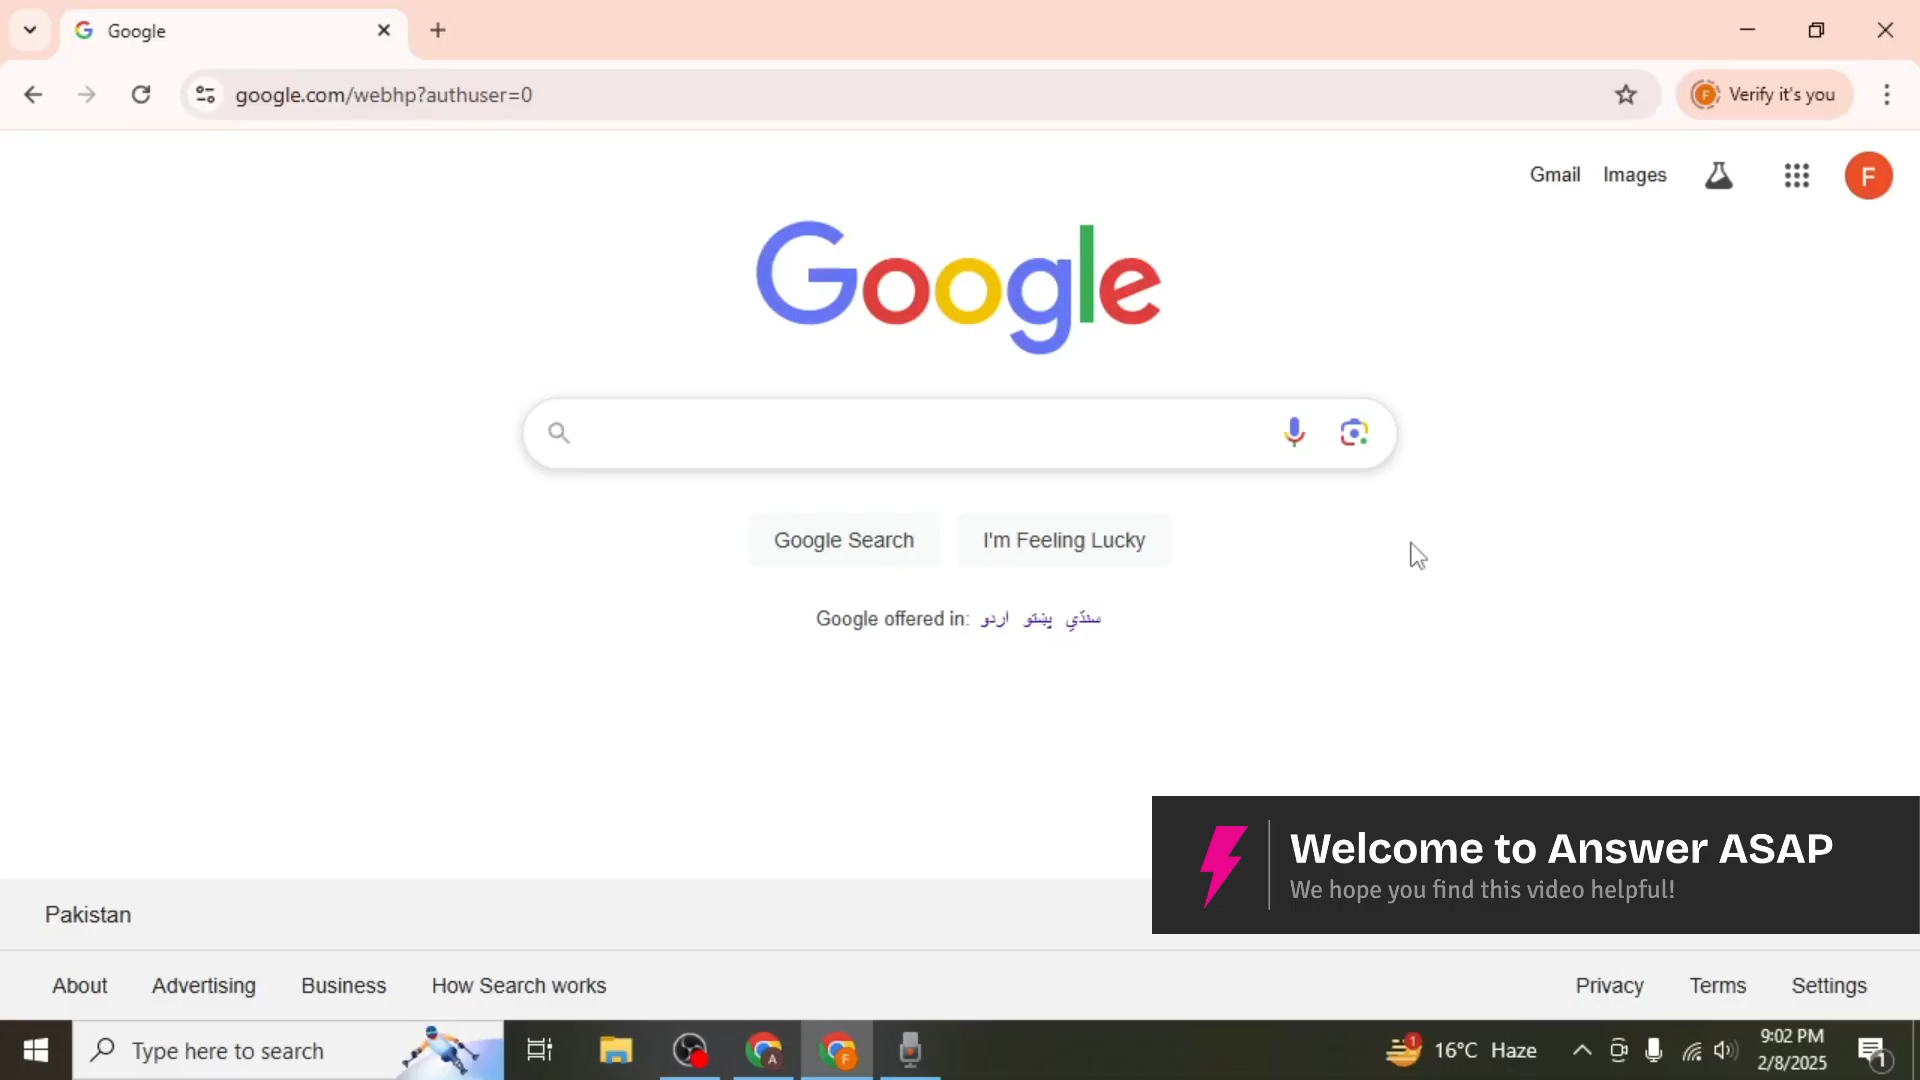 Google
google.com/webhp?authuser=0
F Verify it's you
Gmail Images F
Google
Google Search I'm Feeling Lucky
Google offered in: اردو پښتو سنڌي
Welcome to Answer ASAP
We hope you find this video helpful!
Pakistan
About Advertising Business How Search works Privacy Terms Settings
Type here to search A F 1 16°C Haze 9:02 PM
2/8/2025 1